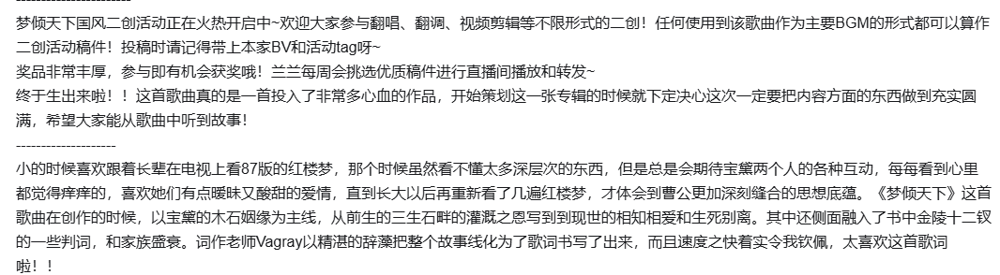 -----------------------
梦倾天下国风二创活动正在火热开启中~欢迎大家参与翻唱、翻调、视频剪辑等不限形式的二创！任何使用到该歌曲作为主要BGM的形式都可以算作
二创活动稿件！投稿时请记得带上本家BV和活动tag呀~
奖品非常丰厚，参与即有机会获奖哦！兰兰每周会挑选优质稿件进行直播间播放和转发~
终于生出来啦！！这首歌曲真的是一首投入了非常多心血的作品，开始策划这一张专辑的时候就下定决心这次一定要把内容方面的东西做到充实圆
满，希望大家能从歌曲中听到故事！
--------------------
小的时候喜欢跟着长辈在电视上看87版的红楼梦，那个时候虽然看不懂太多深层次的东西，但是总是会期待宝黛两个人的各种互动，每每看到心里
都觉得痒痒的，喜欢她们有点暧昧又酸甜的爱情，直到长大以后再重新看了几遍红楼梦，才体会到曹公更加深刻缝合的思想底蕴。《梦倾天下》这首
歌曲在创作的时候，以宝黛的木石姻缘为主线，从前生的三生石畔的灌溉之恩写到到现世的相知相爱和生死别离。其中还侧面融入了书中金陵十二钗
的一些判词，和家族盛衰。词作老师Vagray以精湛的辞藻把整个故事线化为了歌词书写了出来，而且速度之快着实令我钦佩，太喜欢这首歌词
啦！！